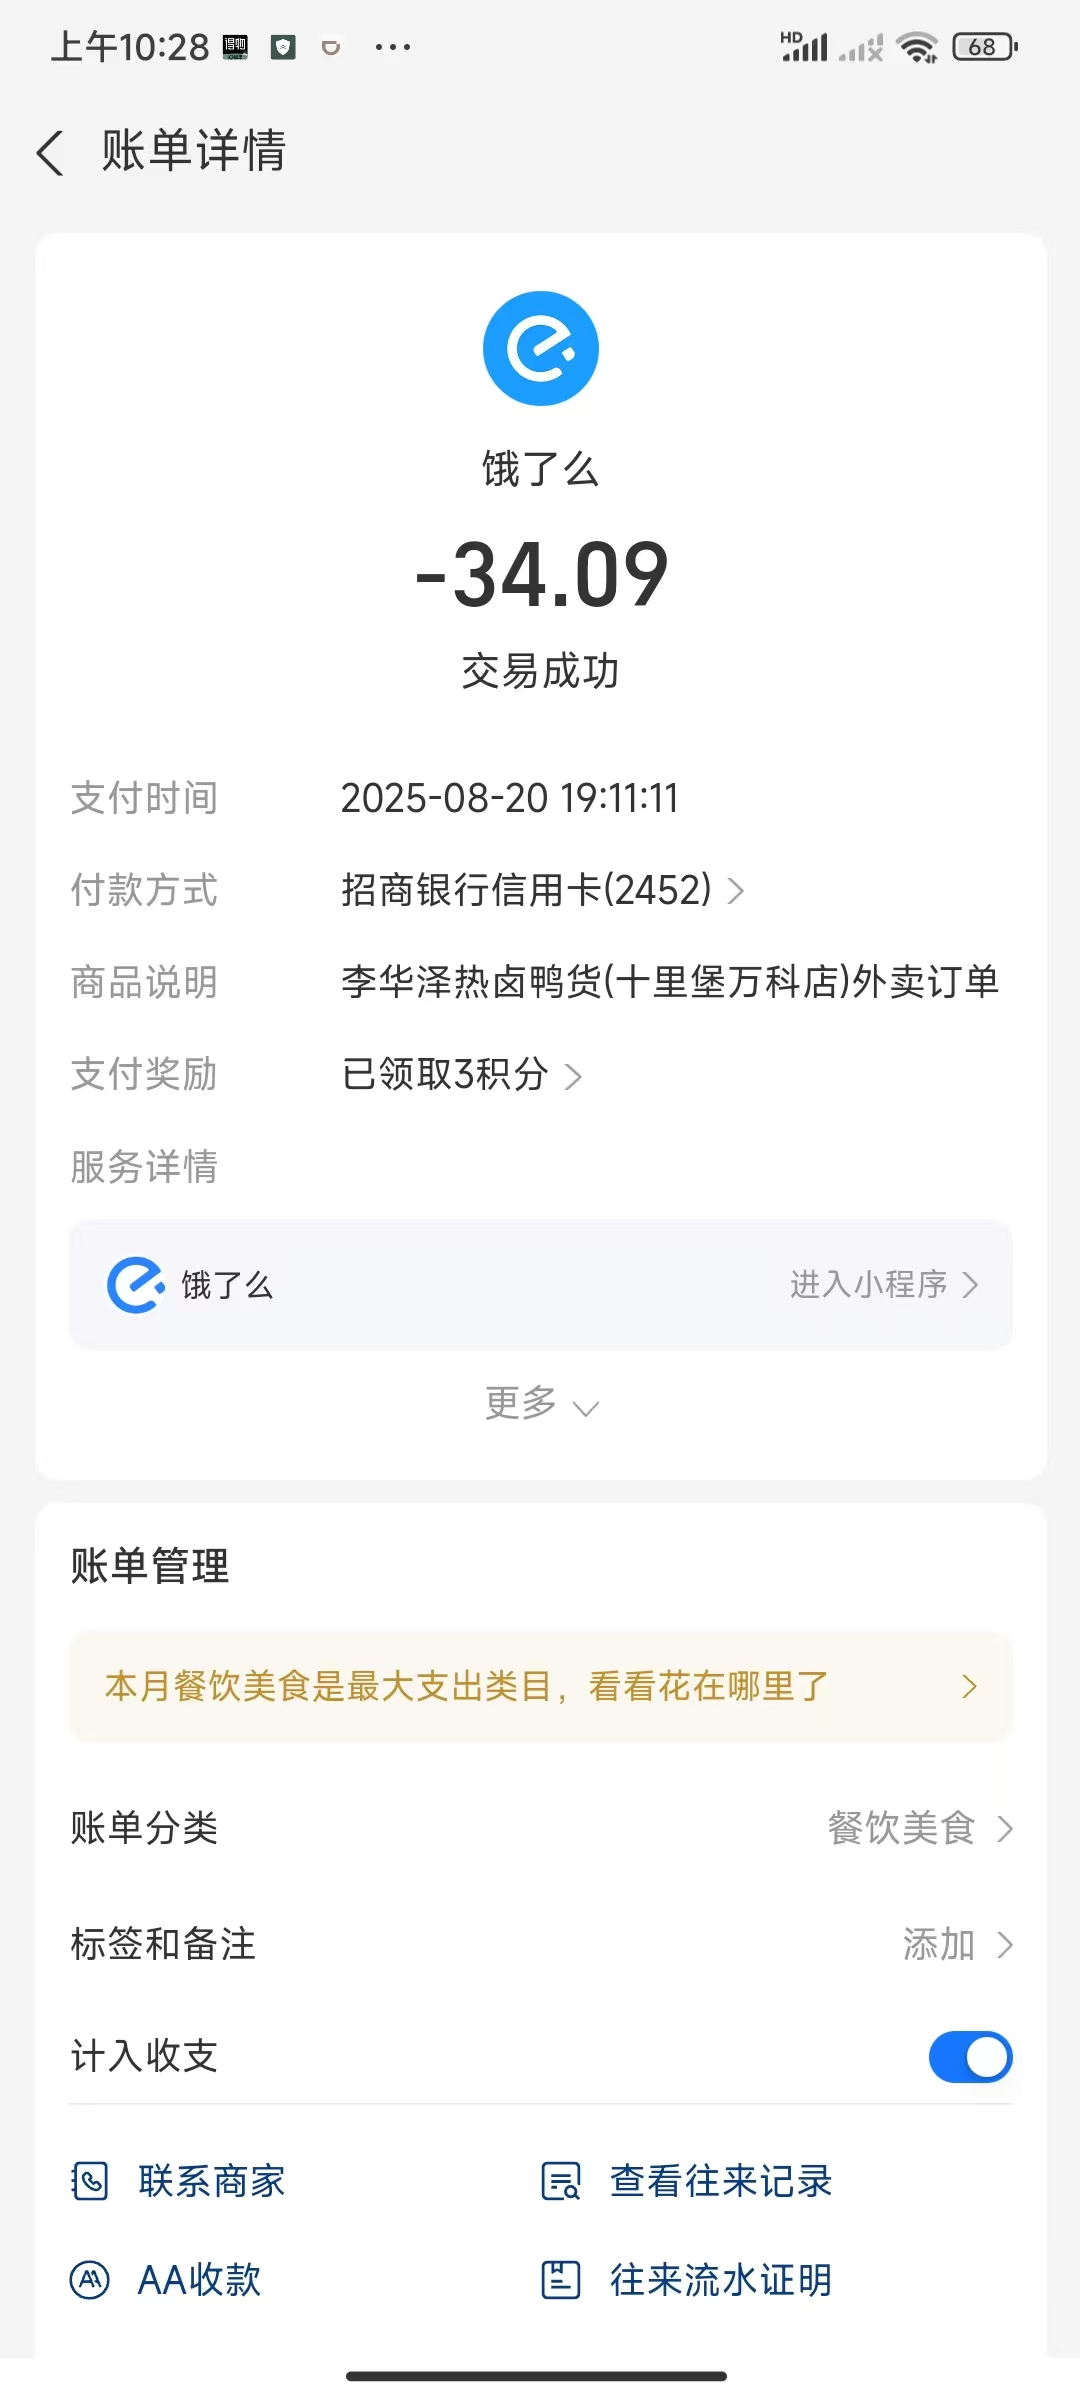 上午10:28
HD
68
账单详情
饿了么
-34.09
交易成功
支付时间 2025-08-20 19:11:11
付款方式 招商银行信用卡(2452)
商品说明 李华泽热卤鸭货(十里堡万科店)外卖订单
支付奖励 已领取3积分
服务详情
饿了么 进入小程序
更多
账单管理
本月餐饮美食是最大支出类目，看看花在哪里了
账单分类 餐饮美食
标签和备注 添加
计入收支
联系商家 查看往来记录
AA收款 往来流水证明